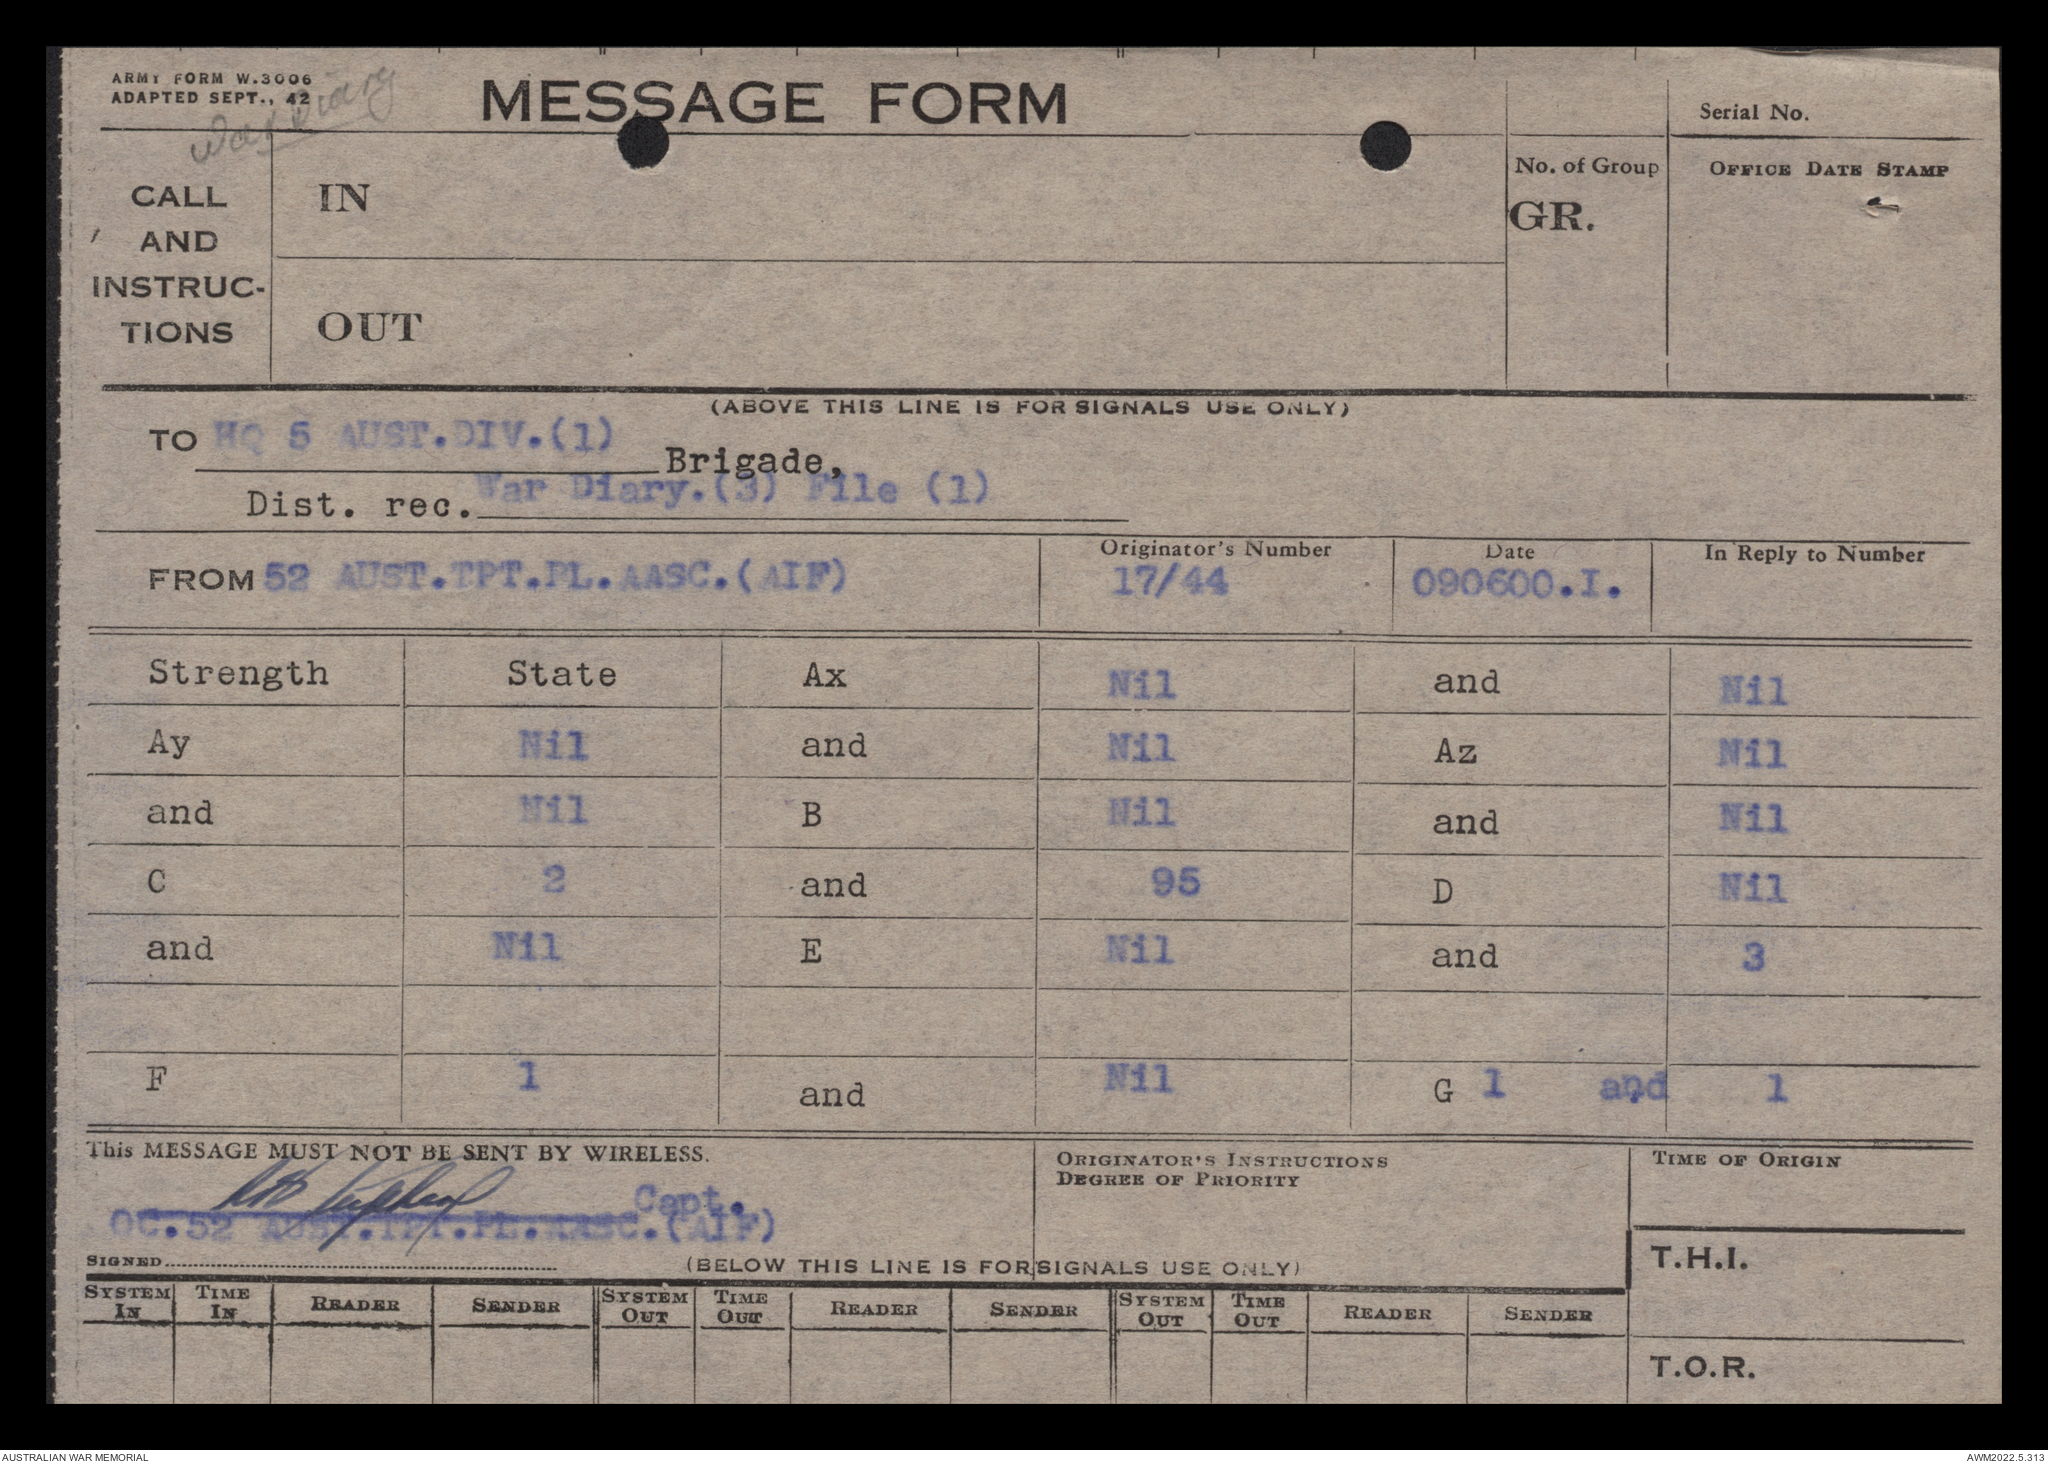 ARMY FORM W.3006
ADAPTED SEPT., 42
War Diary
MESSAGE FORM
Serial No.
CALL
AND
INSTRUC-
TIONS
IN
OUT
No. of Group
GR.
OFFICE DATE STAMP
(ABOVE THIS LINE IS FOR SIGNALS USE ONLY)
TO HQ 5 AUST.DIV.(1)
Brigade,
Dist. rec. War Diary.(3) File (1)
FROM 52 AUST.TPT.PL.AASC.(AIF)
Originator's Number
17/44
Date
090600.I.
In Reply to Number
Strength State Ax Nil and Nil
Ay Nil and Nil Az Nil
and Nil B Nil and Nil
C 2 and 95 D Nil
and Nil E Nil and 3
F 1 and Nil G 1 and 1
This MESSAGE MUST NOT BE SENT BY WIRELESS.
Capt.
OC.52 AUST.TPT.PL.AASC.(AIF)
SIGNED
ORIGINATOR'S INSTRUCTIONS
DEGREE OF PRIORITY
TIME OF ORIGIN
(BELOW THIS LINE IS FOR SIGNALS USE ONLY)
T.H.I.
SYSTEM IN TIME IN READER SENDER SYSTEM OUT TIME OUT READER SENDER SYSTEM OUT TIME OUT READER SENDER
T.O.R.
AUSTRALIAN WAR MEMORIAL
AWM2022.5.313